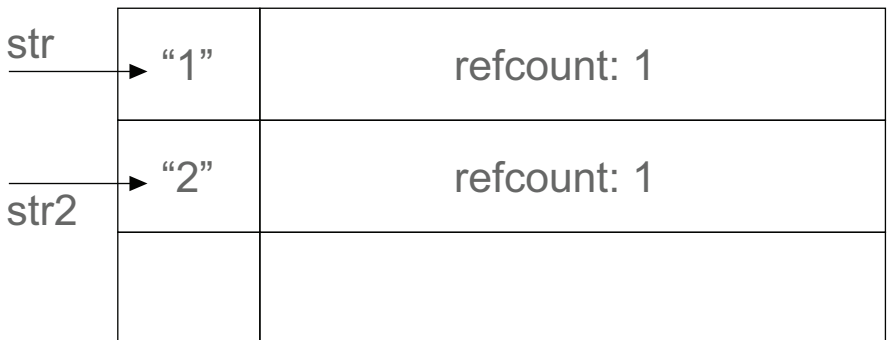 str
“1” refcount: 1
“2” refcount: 1
str2